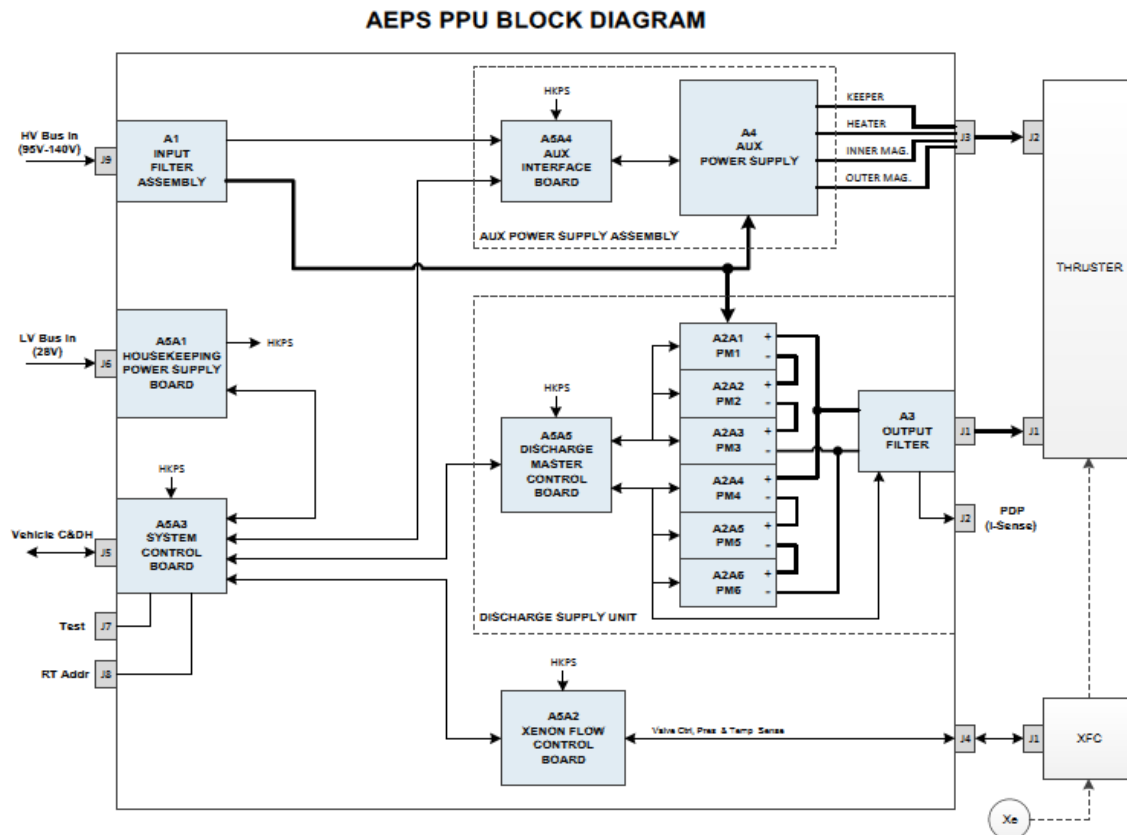 AEPS PPU BLOCK DIAGRAM
HV Bus In
(95V-140V)
J9
A1
INPUT
FILTER
ASSEMBLY
HKPS
A5A4
AUX
INTERFACE
BOARD
A4
AUX
POWER SUPPLY
KEEPER
HEATER
INNER MAG.
OUTER MAG.
J3
J2
AUX POWER SUPPLY ASSEMBLY
THRUSTER
LV Bus In
(28V)
J6
A5A1
HOUSEKEEPING
POWER SUPPLY
BOARD
HKPS
HKPS
A5A5
DISCHARGE
MASTER
CONTROL
BOARD
A2A1
PM1
+
-
A2A2
PM2
+
-
A2A3
PM3
+
-
A2A4
PM4
+
-
A2A5
PM5
+
-
A2A6
PM6
+
-
A3
OUTPUT
FILTER
J1
J1
J2
PDP
(I-Sense)
DISCHARGE SUPPLY UNIT
HKPS
Vehicle C&DH
J5
A5A3
SYSTEM
CONTROL
BOARD
Test
J7
RT Addr
J8
HKPS
A5A2
XENON FLOW
CONTROL
BOARD
Valve Ctrl, Pres & Temp Sense
J4
J1
XFC
Xe